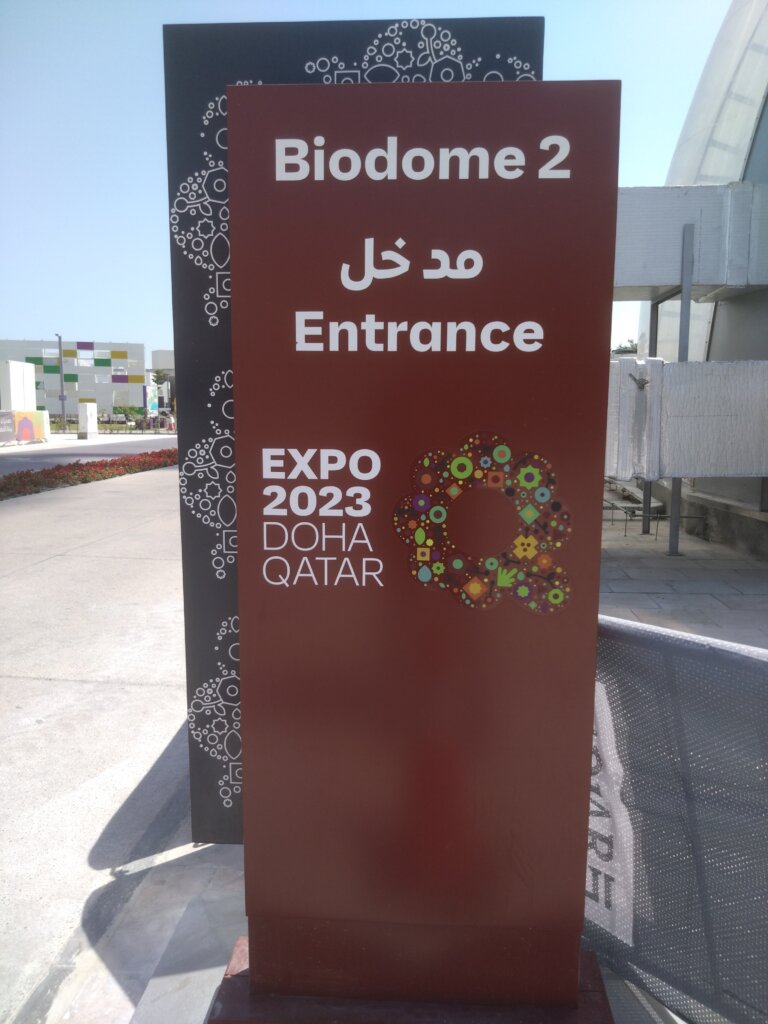 Biodome 2
مدخل
Entrance
EXPO
2023
DOHA
QATAR